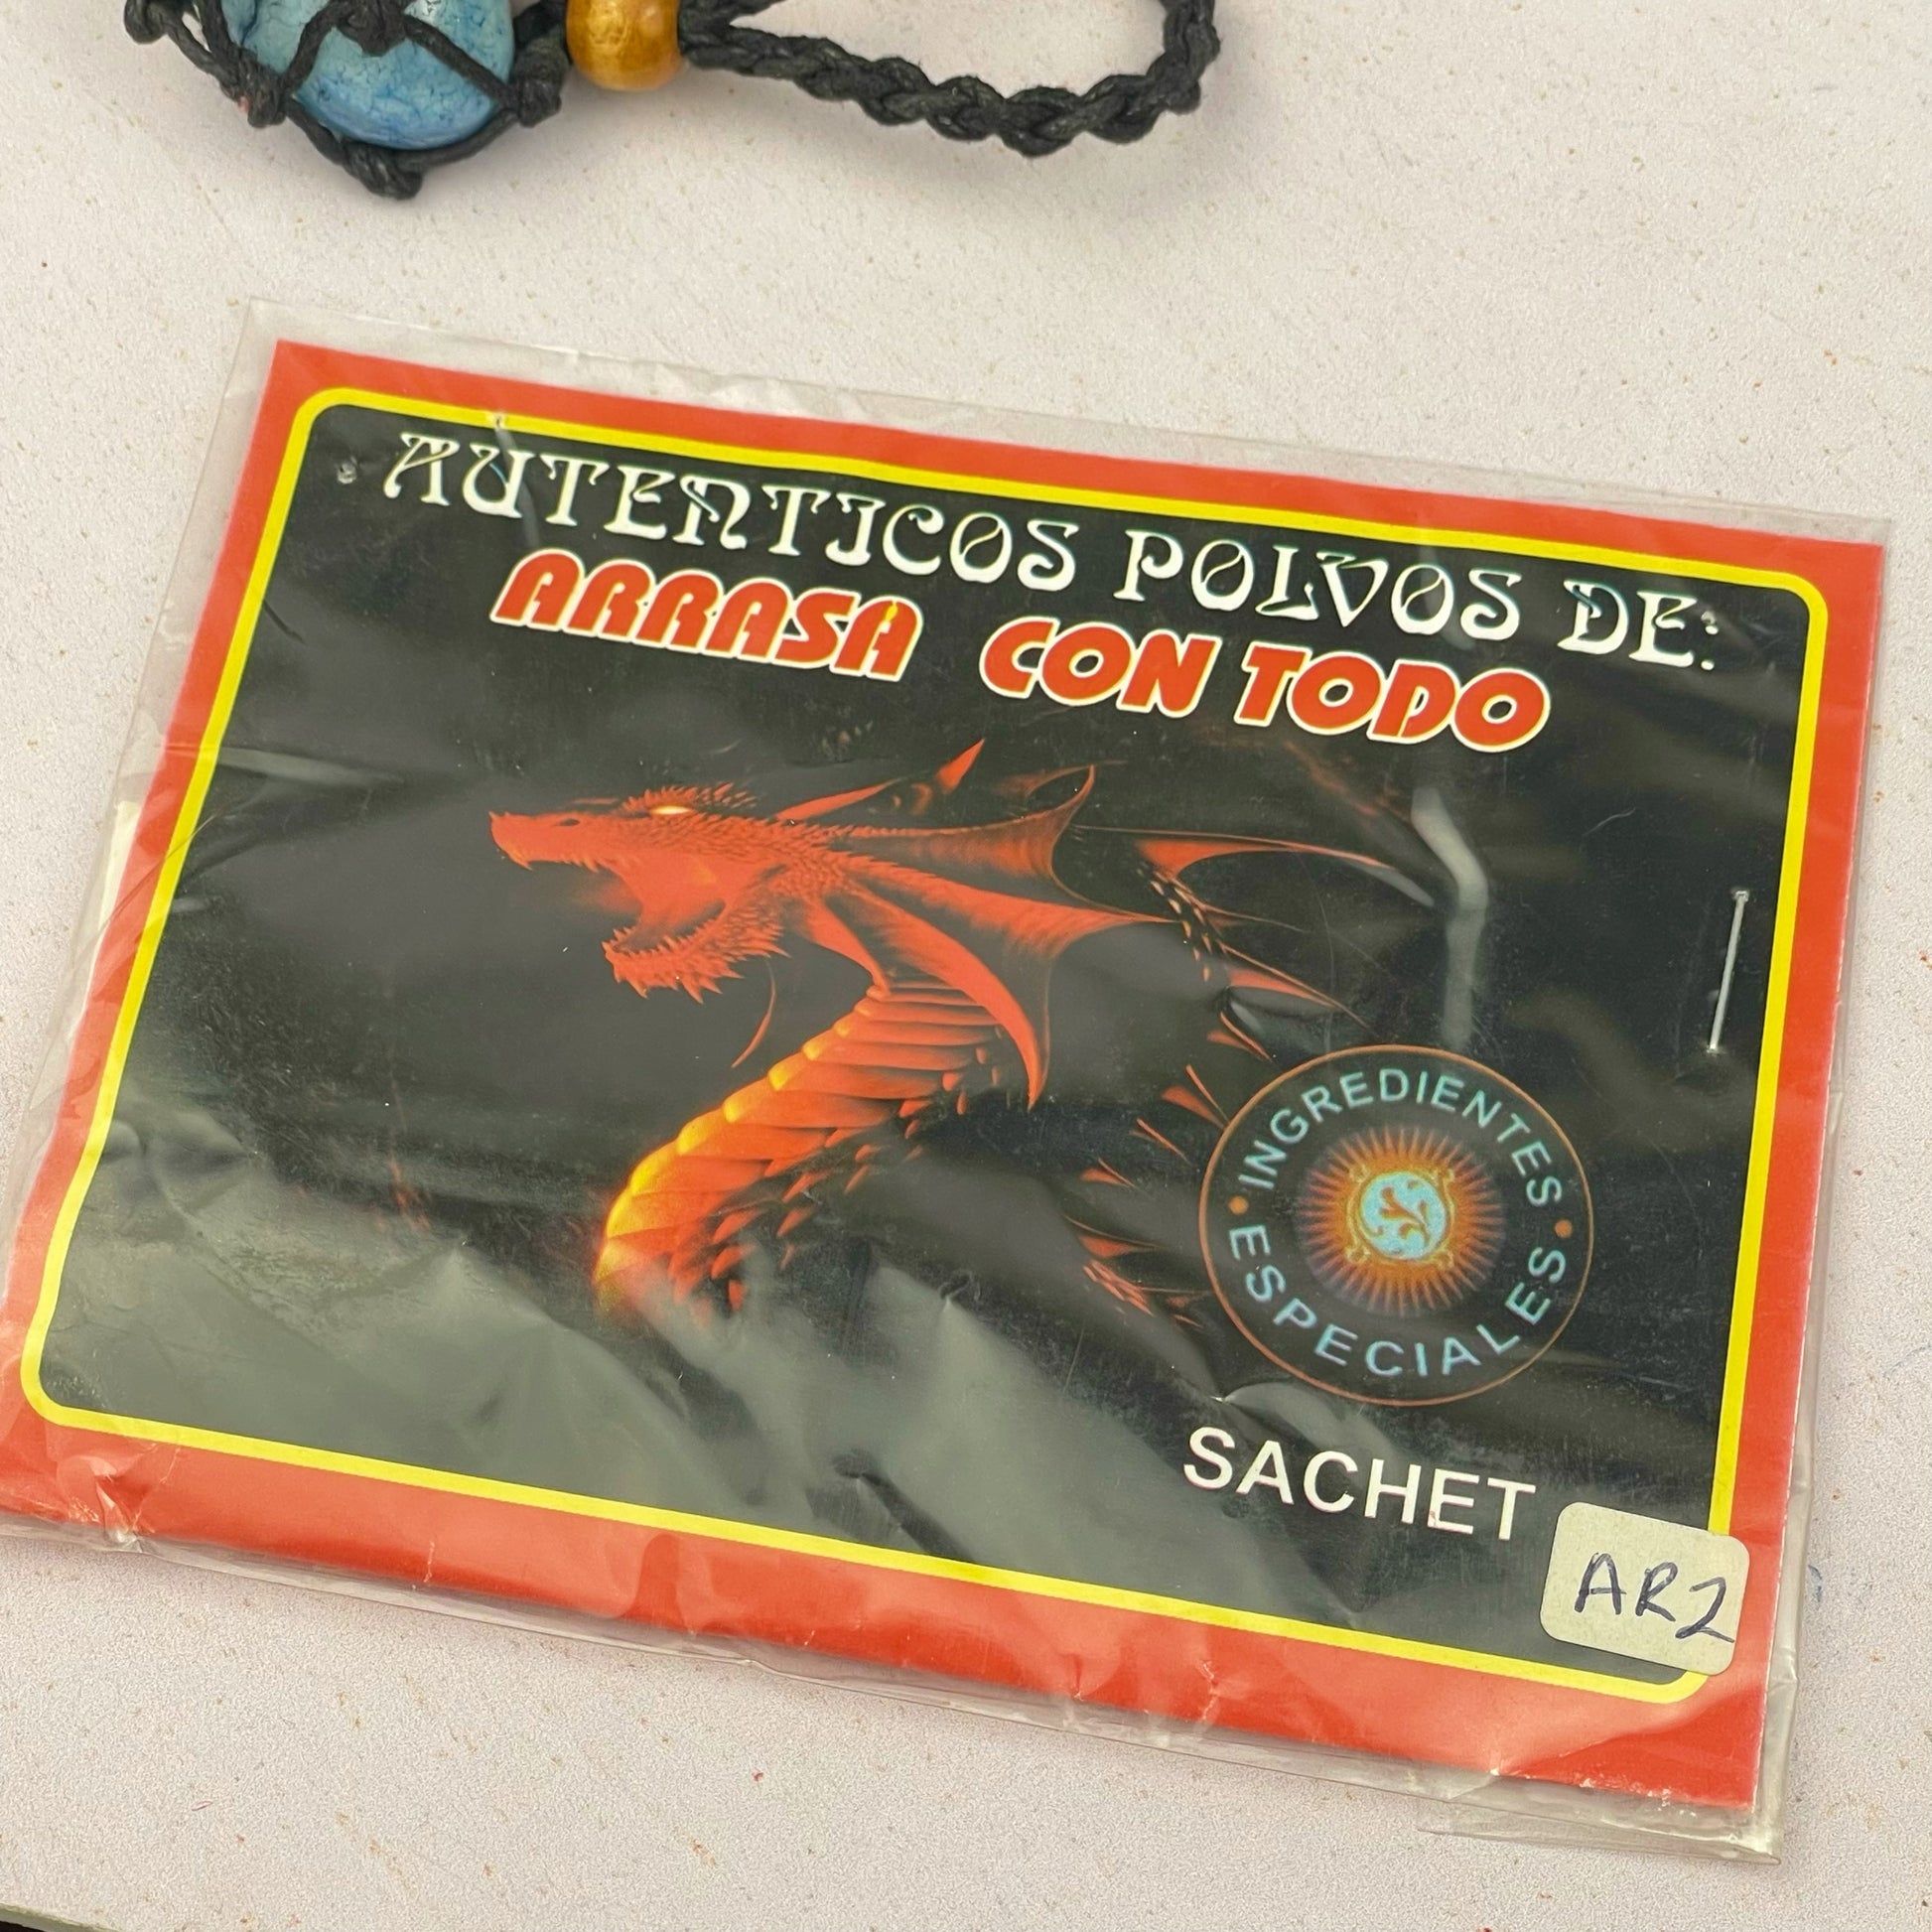 AUTENTICOS POLVOS DE:
ARRASA CON TODO
INGREDIENTES
ESPECIALES
SACHET
AR2